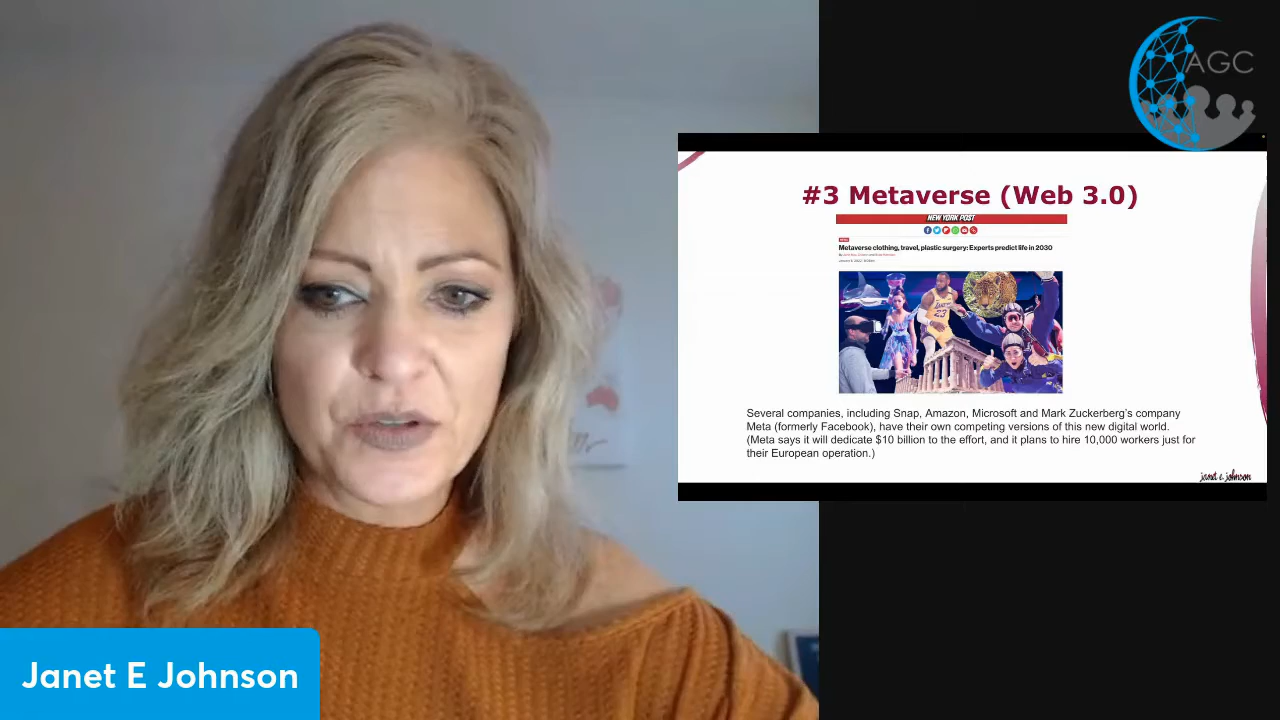 AGC
#3 Metaverse (Web 3.0)
NEW YORK POST
Metaverse clothing, travel, plastic surgery: Experts predict life in 2030
Several companies, including Snap, Amazon, Microsoft and Mark Zuckerberg's company
Meta (formerly Facebook), have their own competing versions of this new digital world.
(Meta says it will dedicate $10 billion to the effort, and it plans to hire 10,000 workers just for
their European operation.)
janet e. johnson
Janet E Johnson